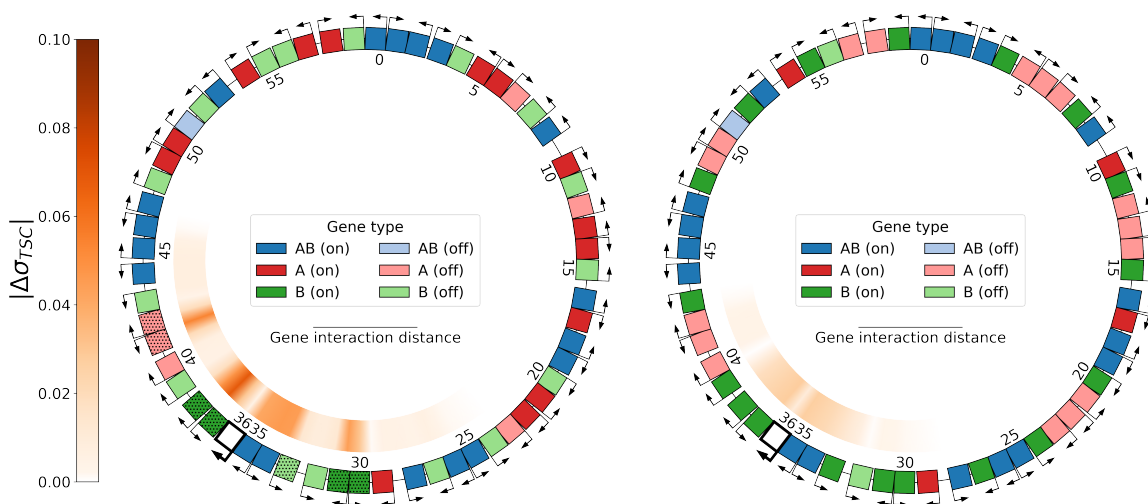 0.10
0.08
0.06
0.04
0.02
0.00
|Δσ_TSC|
0
5
10
15
20
25
30
35
36
40
45
50
55
Gene type
AB (on)
AB (off)
A (on)
A (off)
B (on)
B (off)
Gene interaction distance
0
5
10
15
20
25
30
35
36
40
45
50
55
Gene type
AB (on)
AB (off)
A (on)
A (off)
B (on)
B (off)
Gene interaction distance